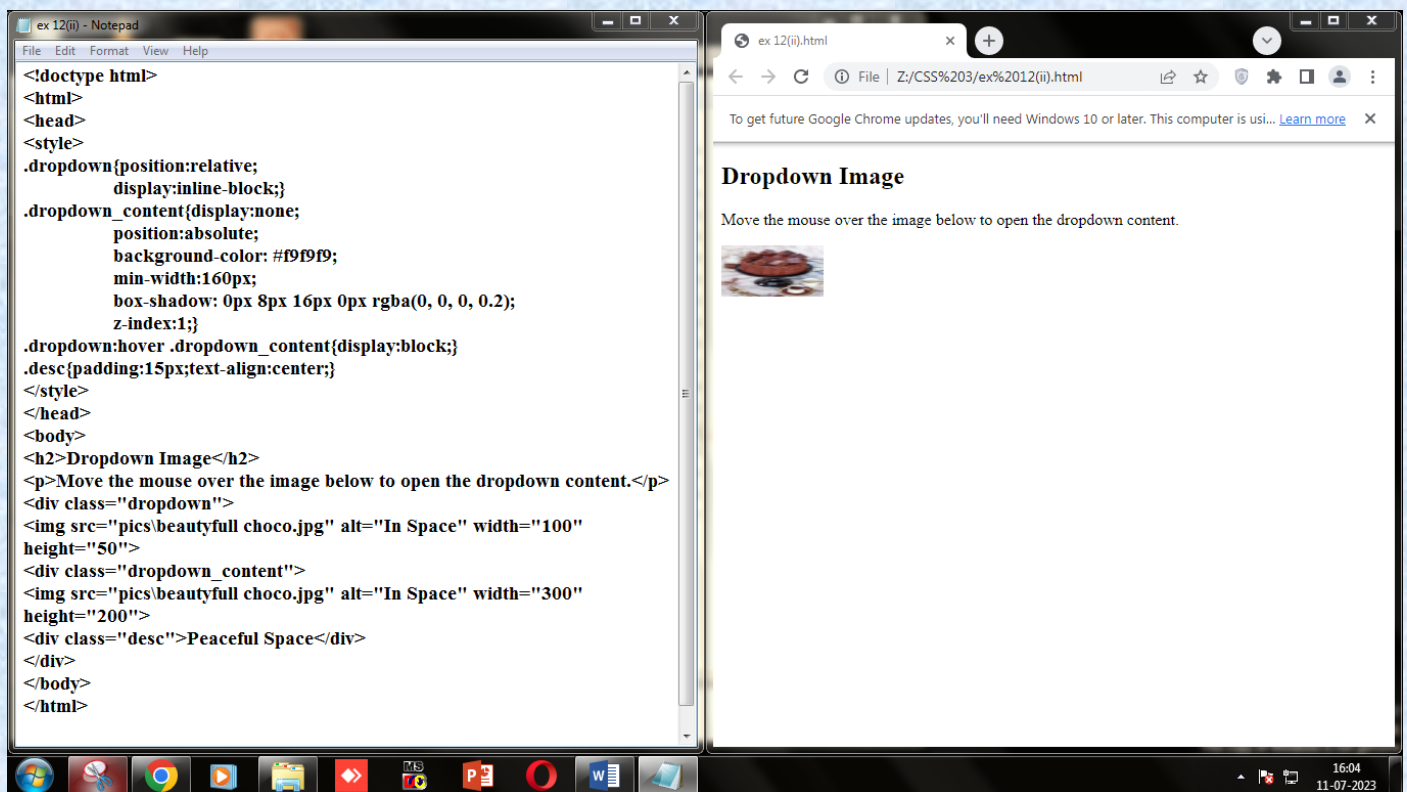 ex 12(ii) - Notepad
File Edit Format View Help
<!doctype html>
<html>
<head>
<style>
.dropdown{position:relative;
display:inline-block;}
.dropdown_content{display:none;
position:absolute;
background-color: #f9f9f9;
min-width:160px;
box-shadow: 0px 8px 16px 0px rgba(0, 0, 0, 0.2);
z-index:1;}
.dropdown:hover .dropdown_content{display:block;}
.desc{padding:15px;text-align:center;}
</style>
</head>
<body>
<h2>Dropdown Image</h2>
<p>Move the mouse over the image below to open the dropdown content.</p>
<div class="dropdown">
<img src="pics\beautyfull choco.jpg" alt="In Space" width="100"
height="50">
<div class="dropdown_content">
<img src="pics\beautyfull choco.jpg" alt="In Space" width="300"
height="200">
<div class="desc">Peaceful Space</div>
</div>
</body>
</html>
ex 12(ii).html
File Z:/CSS%203/ex%2012(ii).html
To get future Google Chrome updates, you'll need Windows 10 or later. This computer is usi... Learn more
Dropdown Image
Move the mouse over the image below to open the dropdown content.
MS
P
W
16:04
11-07-2023